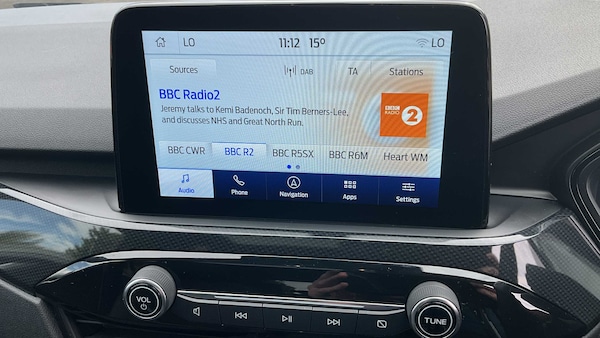 LO 11:12 15° LO
Sources DAB TA Stations
BBC Radio2
Jeremy talks to Kemi Badenoch, Sir Tim Berners-Lee,
and discusses NHS and Great North Run.
BBC
RADIO
2
BBC CWR BBC R2 BBC R5SX BBC R6M Heart WM
Audio Phone Navigation Apps Settings
VOL TUNE